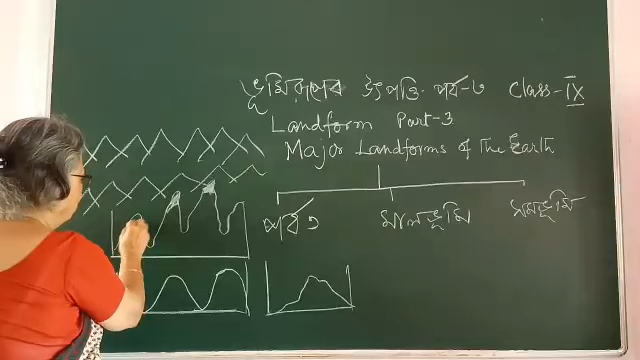 ভূমিরূপের উৎপত্তি পর্ব-৩ Class-IX
Landform Part-3
Major Landforms of The Earth
পর্বত মালভূমি সমভূমি